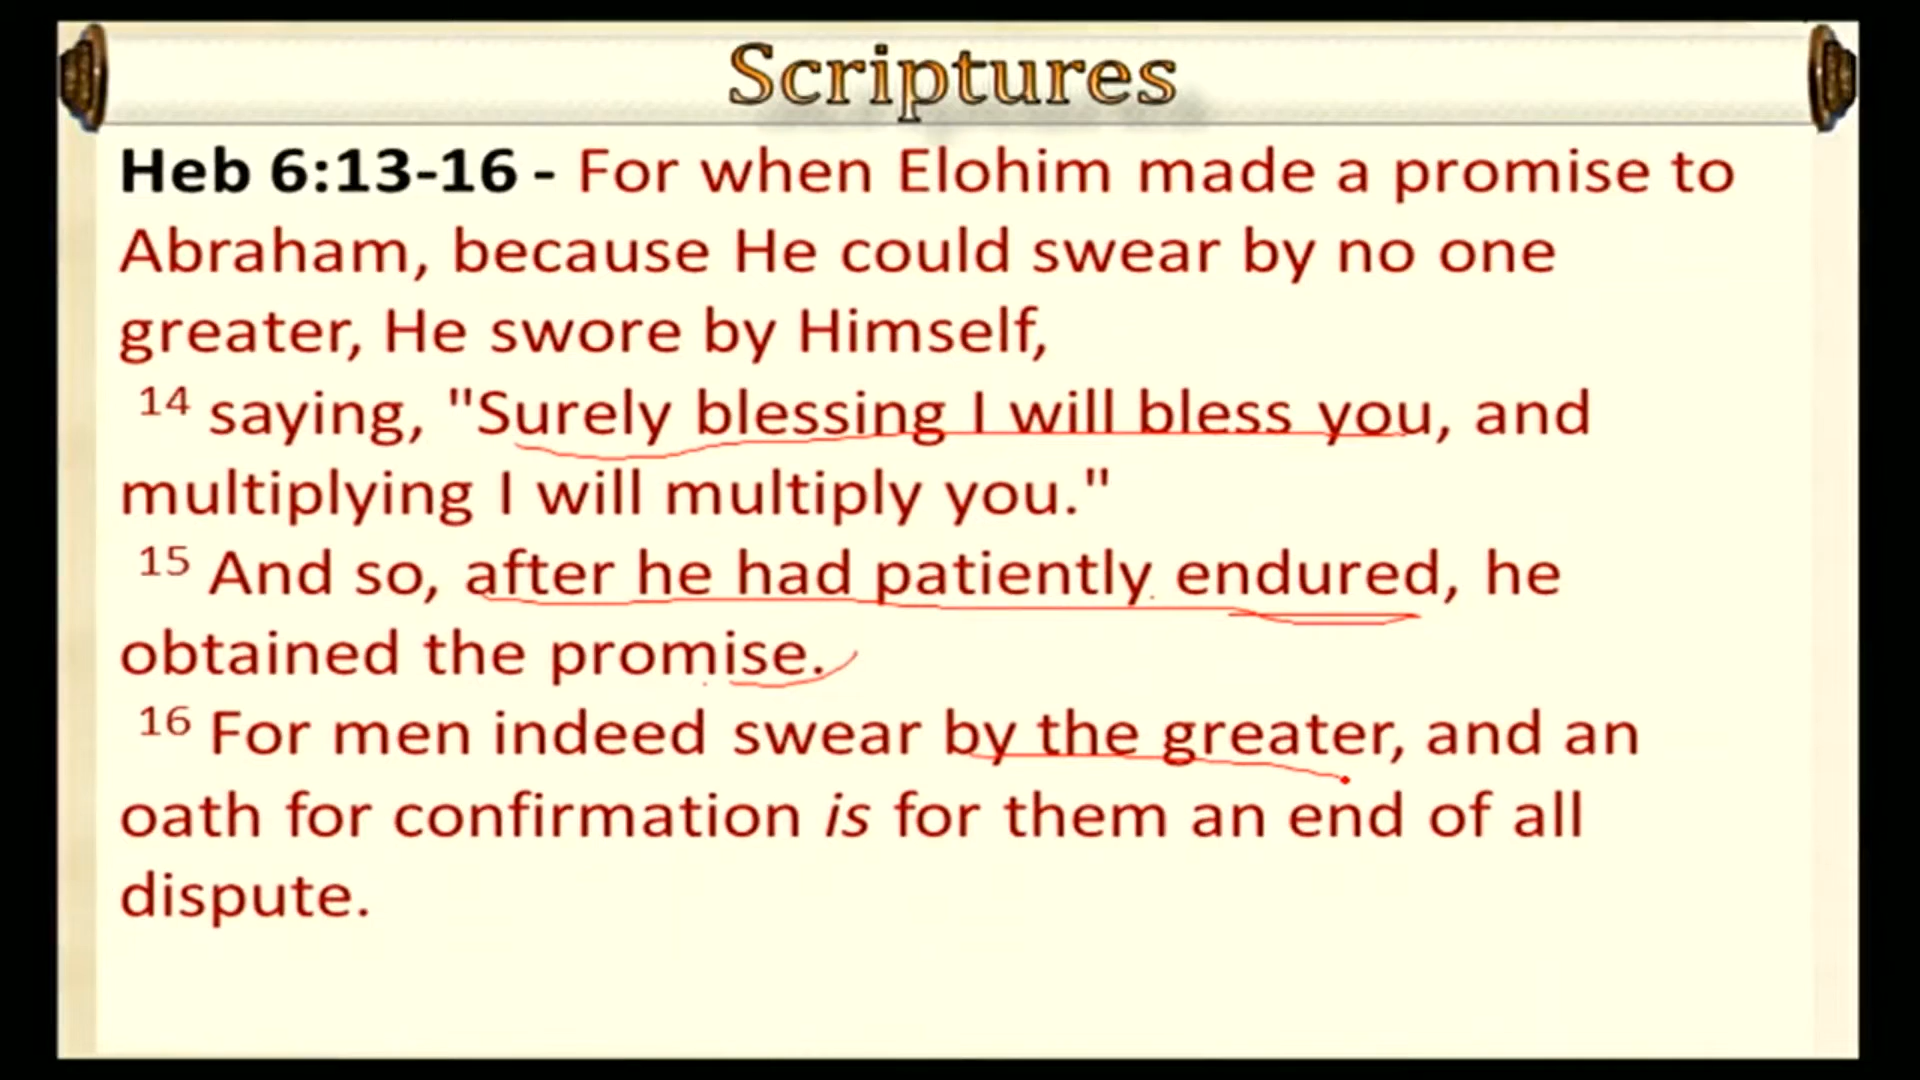 Scriptures
Heb 6:13-16 - For when Elohim made a promise to
Abraham, because He could swear by no one
greater, He swore by Himself,
14 saying, "Surely blessing I will bless you, and
multiplying I will multiply you."
15 And so, after he had patiently endured, he
obtained the promise.
16 For men indeed swear by the greater, and an
oath for confirmation is for them an end of all
dispute.